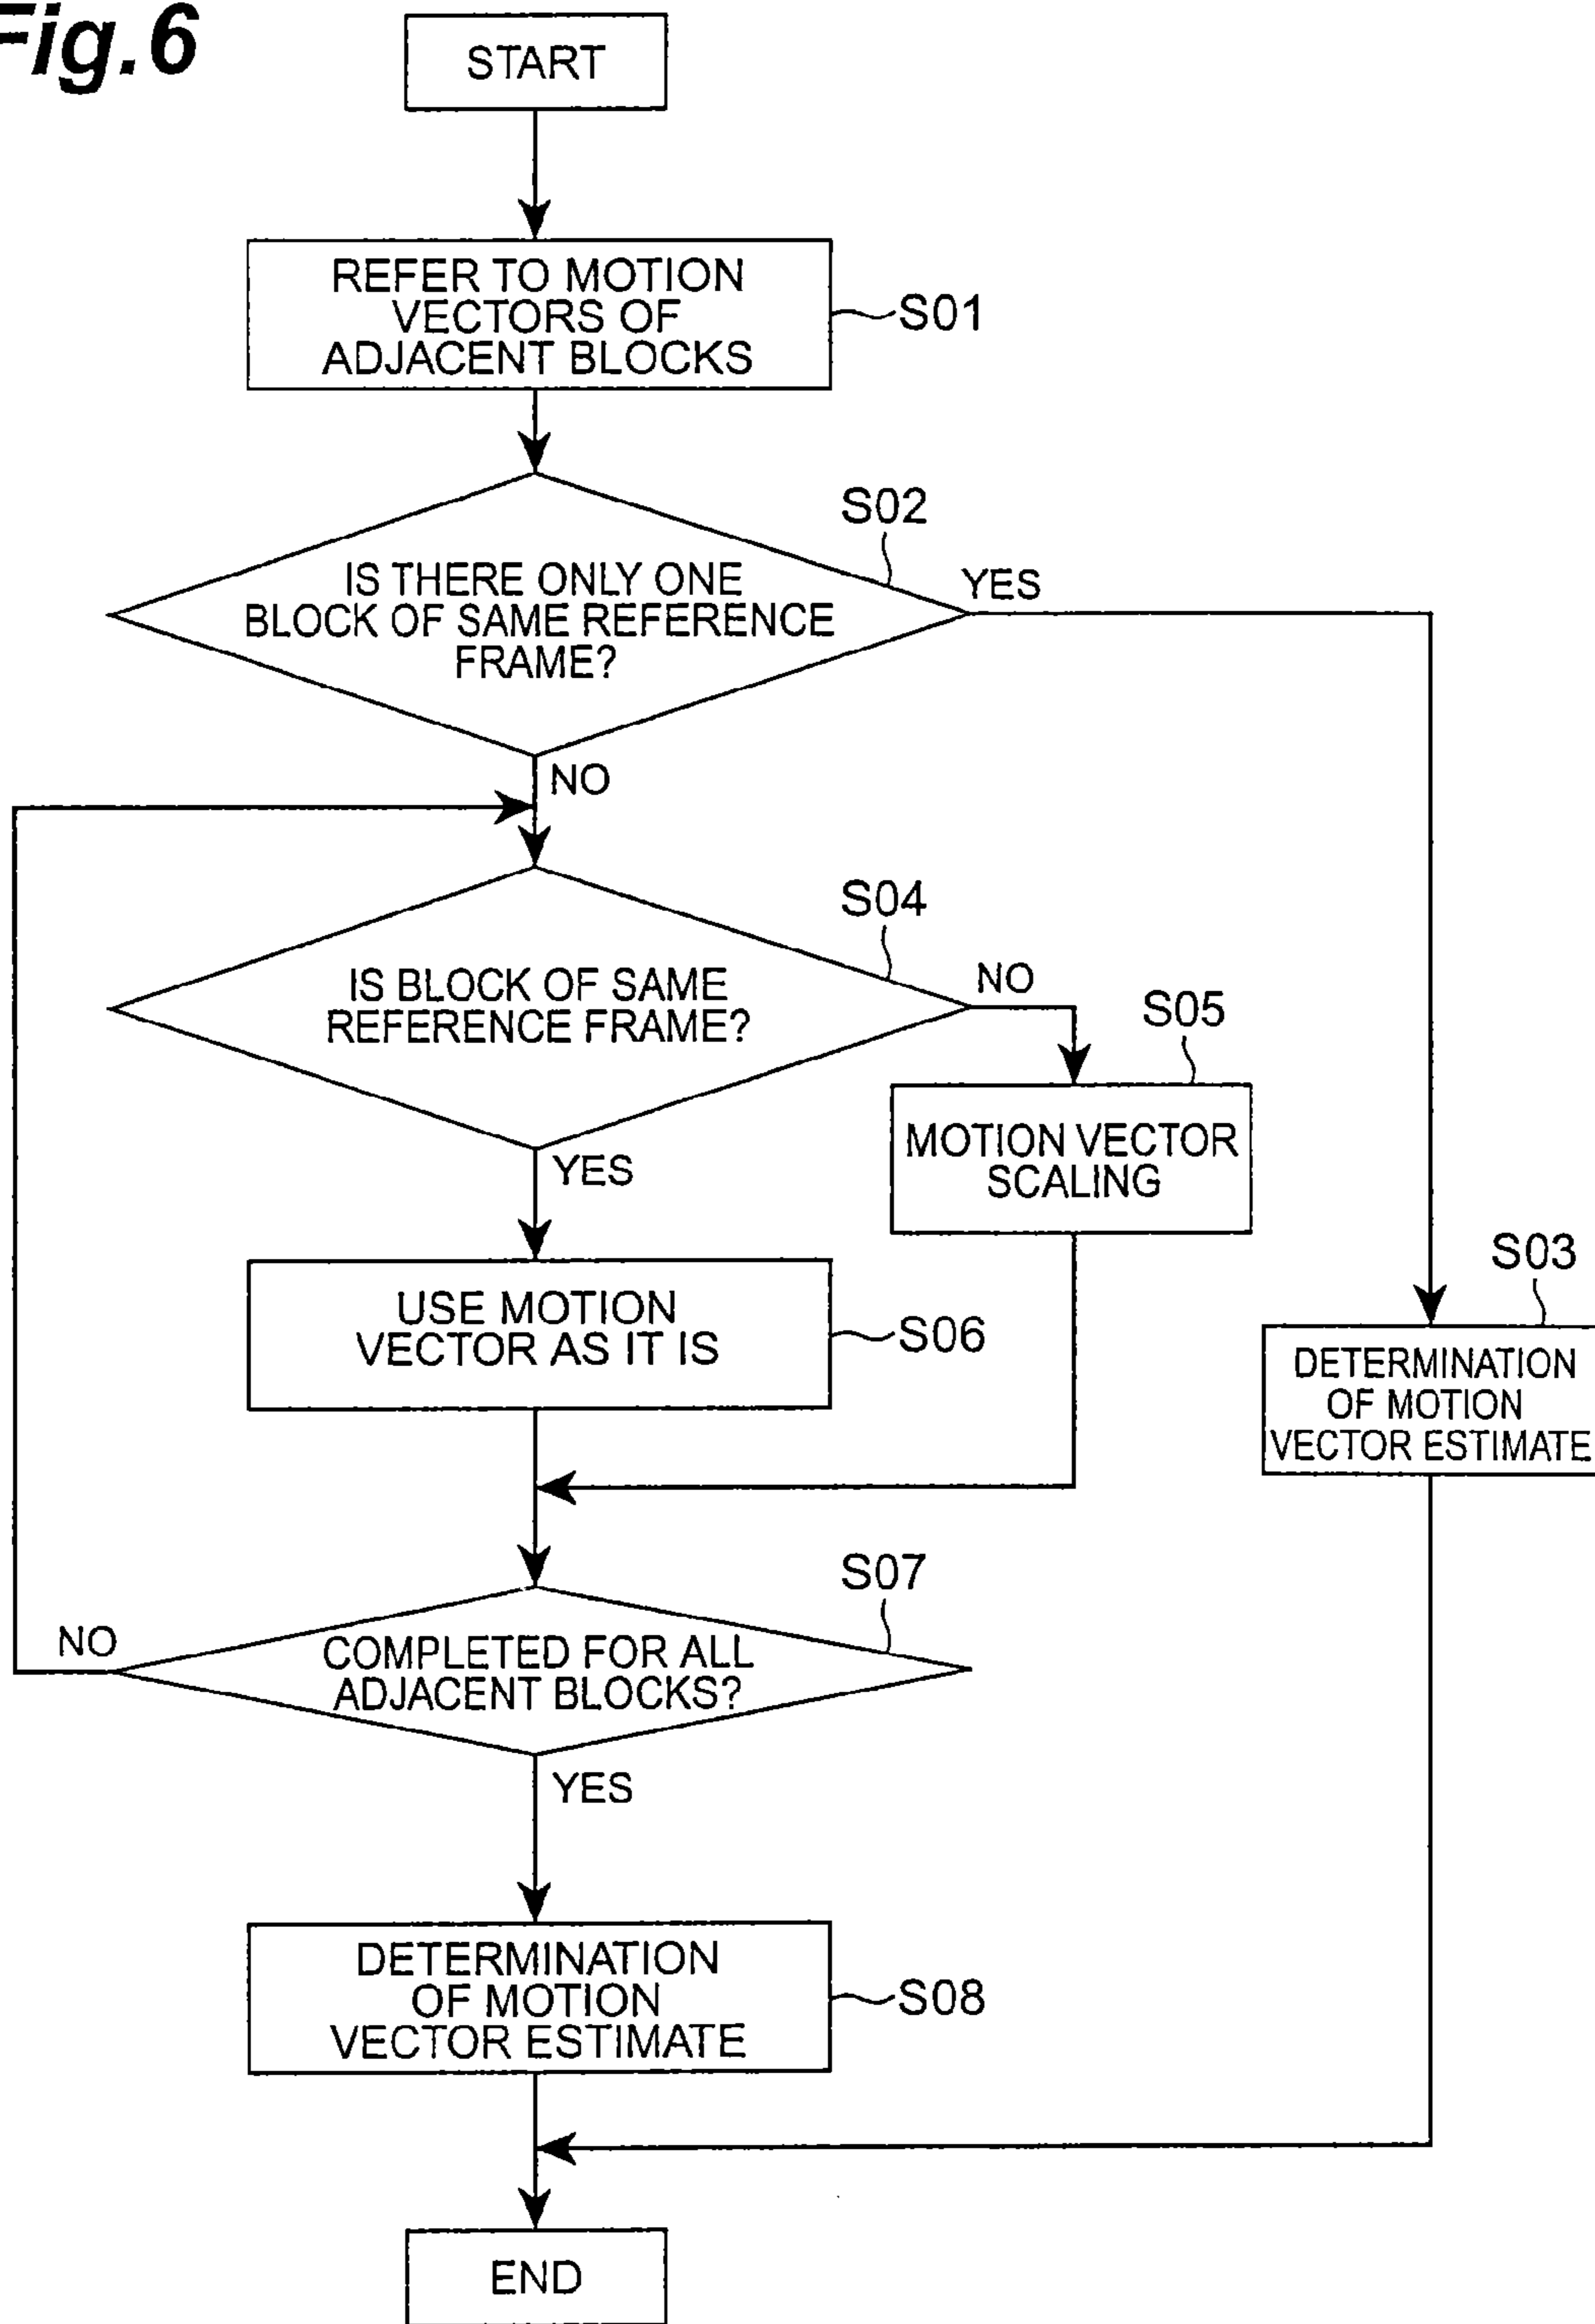 Fig.6
START
REFER TO MOTION
VECTORS OF
ADJACENT BLOCKS
S01
S02
IS THERE ONLY ONE
BLOCK OF SAME REFERENCE
FRAME?
YES
NO
S04
IS BLOCK OF SAME
REFERENCE FRAME?
NO
S05
MOTION VECTOR
SCALING
YES
USE MOTION
VECTOR AS IT IS
S06
S03
DETERMINATION
OF MOTION
VECTOR ESTIMATE
S07
NO
COMPLETED FOR ALL
ADJACENT BLOCKS?
YES
DETERMINATION
OF MOTION
VECTOR ESTIMATE
S08
END